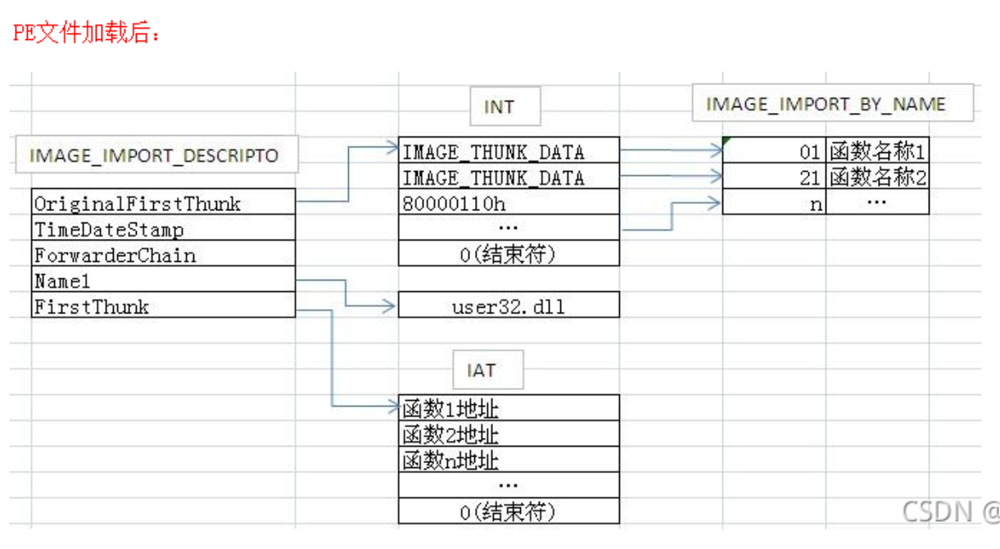 PE文件加载后：
INT
IMAGE_IMPORT_BY_NAME
IMAGE_IMPORT_DESCRIPTO
IMAGE_THUNK_DATA
01 函数名称1
IMAGE_THUNK_DATA
21 函数名称2
OriginalFirstThunk
80000110h
n …
TimeDateStamp
…
ForwarderChain
0(结束符)
Name1
FirstThunk
user32.dll
IAT
函数1地址
函数2地址
函数n地址
…
0(结束符)
CSDN @